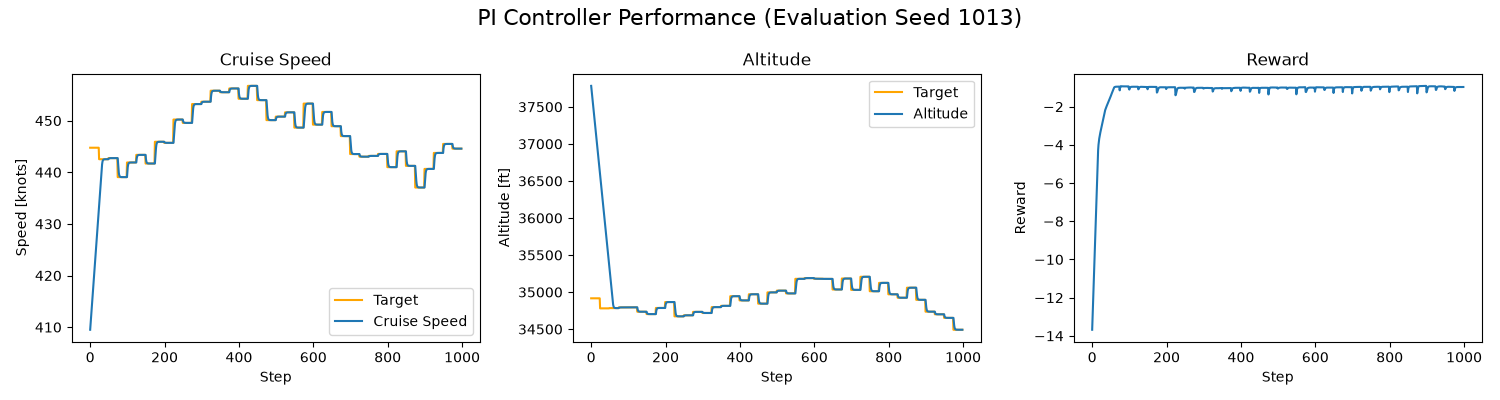 PI Controller Performance (Evaluation Seed 1013)
Cruise Speed
Speed [knots]
450
440
430
420
410
0 200 400 600 800 1000
Step
Target
Cruise Speed
Altitude
Altitude [ft]
37500
37000
36500
36000
35500
35000
34500
0 200 400 600 800 1000
Step
Target
Altitude
Reward
Reward
−2
−4
−6
−8
−10
−12
−14
0 200 400 600 800 1000
Step